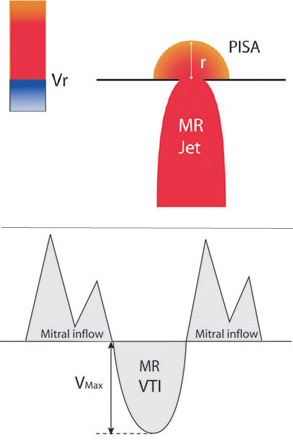 Vr
PISA
r
MR
Jet
Mitral inflow
Mitral inflow
MR
VTI
VMax